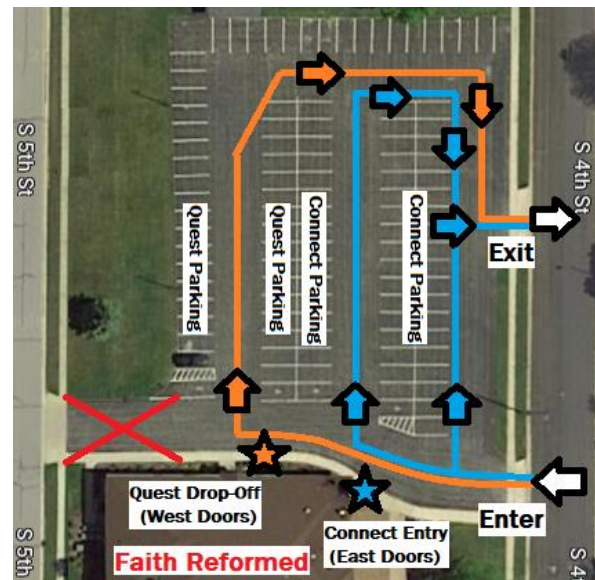 S 5th St
S 4th St
Quest Parking
Quest Parking
Connect Parking
Connect Parking
Exit
Quest Drop-Off
(West Doors)
Connect Entry
(East Doors)
Enter
Faith Reformed
S 5th
S 4t